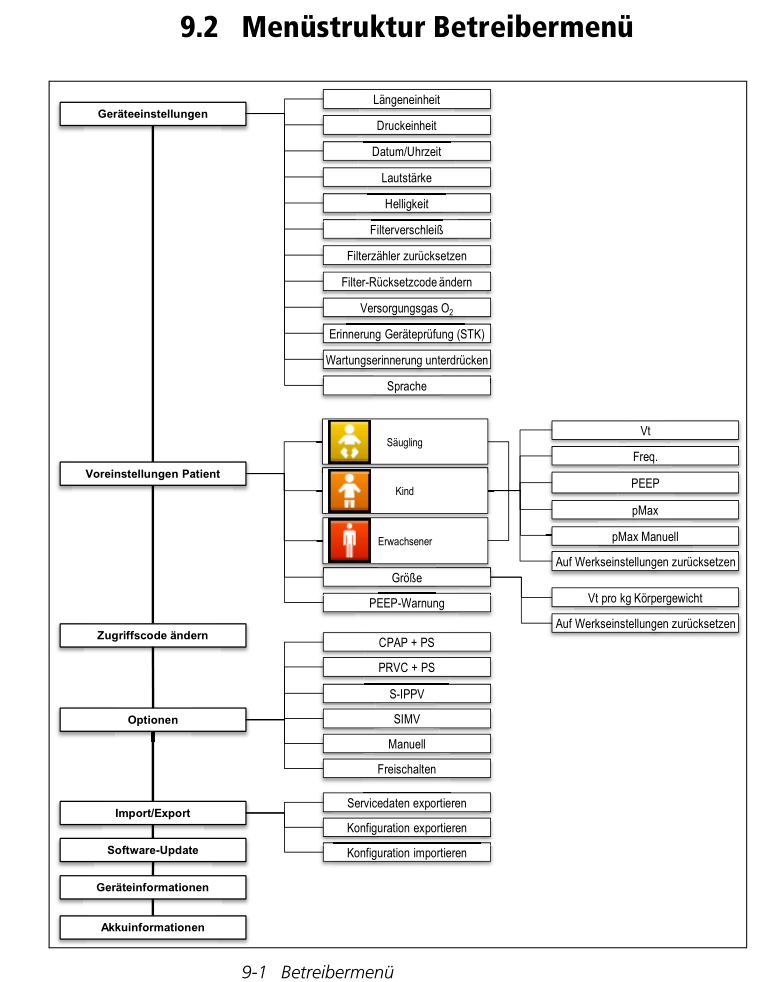 9.2 Menüstruktur Betreibermenü
Geräteeinstellungen
Längeneinheit
Druckeinheit
Datum/Uhrzeit
Lautstärke
Helligkeit
Filterverschleiß
Filterzähler zurücksetzen
Filter-Rücksetzcode ändern
Versorgungsgas O2
Erinnerung Geräteprüfung (STK)
Wartungserinnerung unterdrücken
Sprache
Voreinstellungen Patient
Säugling
Kind
Erwachsener
Größe
PEEP-Warnung
Vt
Freq.
PEEP
pMax
pMax Manuell
Auf Werkseinstellungen zurücksetzen
Vt pro kg Körpergewicht
Auf Werkseinstellungen zurücksetzen
Zugriffscode ändern
Optionen
CPAP + PS
PRVC + PS
S-IPPV
SIMV
Manuell
Freischalten
Import/Export
Servicedaten exportieren
Konfiguration exportieren
Konfiguration importieren
Software-Update
Geräteinformationen
Akkuinformationen
9-1 Betreibermenü